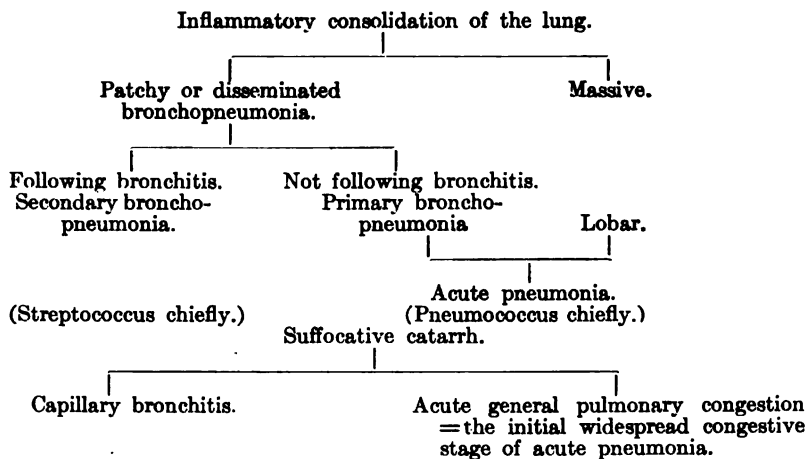 Inflammatory consolidation of the lung.
Patchy or disseminated
bronchopneumonia.
Massive.
Following bronchitis.
Secondary broncho-
pneumonia.
Not following bronchitis.
Primary broncho-
pneumonia
Lobar.
Acute pneumonia.
(Streptococcus chiefly.)
(Pneumococcus chiefly.)
Suffocative catarrh.
Capillary bronchitis.
Acute general pulmonary congestion
=the initial widespread congestive
stage of acute pneumonia.